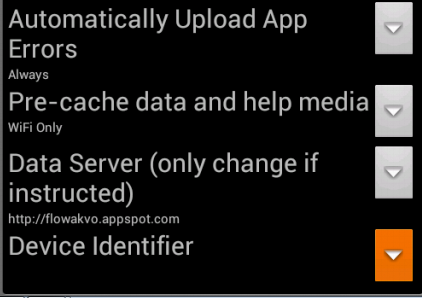 Automatically Upload App
Errors
Always
Pre-cache data and help media
WiFi Only
Data Server (only change if
instructed)
http://flowakvo.appspot.com
Device Identifier